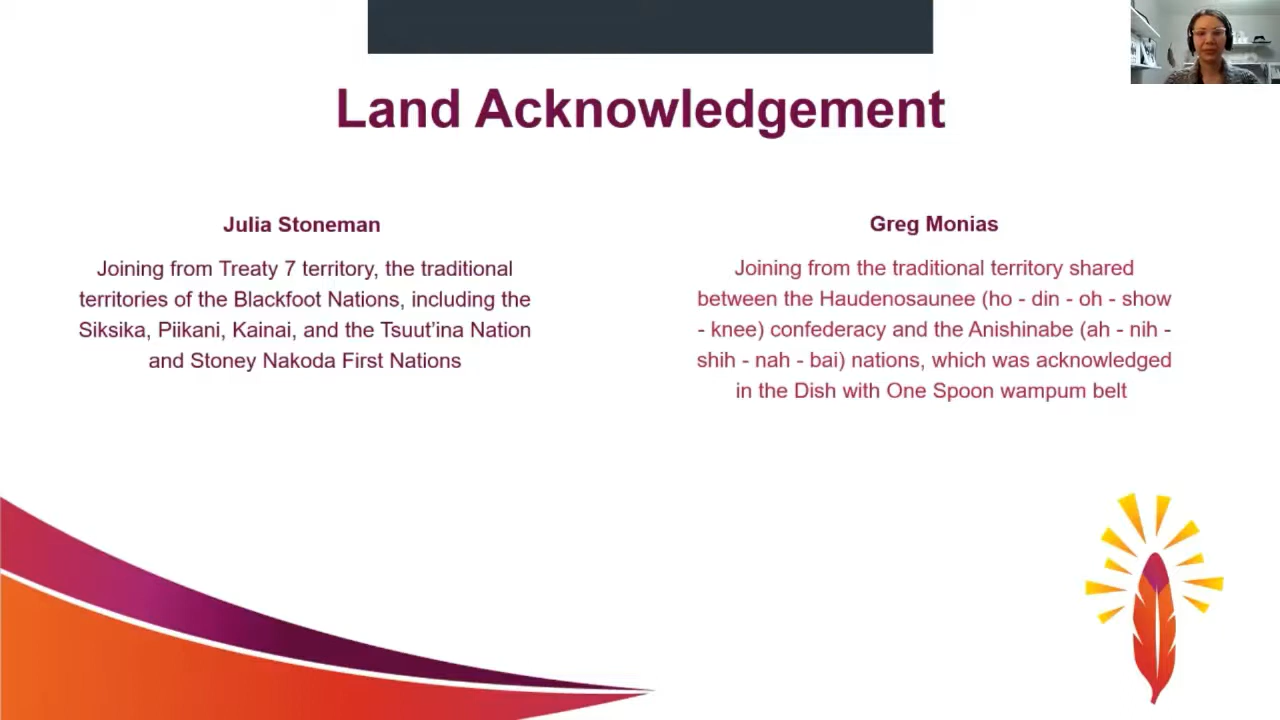 Land Acknowledgement
Julia Stoneman
Joining from Treaty 7 territory, the traditional
territories of the Blackfoot Nations, including the
Siksika, Piikani, Kainai, and the Tsuut’ina Nation
and Stoney Nakoda First Nations
Greg Monias
Joining from the traditional territory shared
between the Haudenosaunee (ho - din - oh - show
- knee) confederacy and the Anishinabe (ah - nih -
shih - nah - bai) nations, which was acknowledged
in the Dish with One Spoon wampum belt